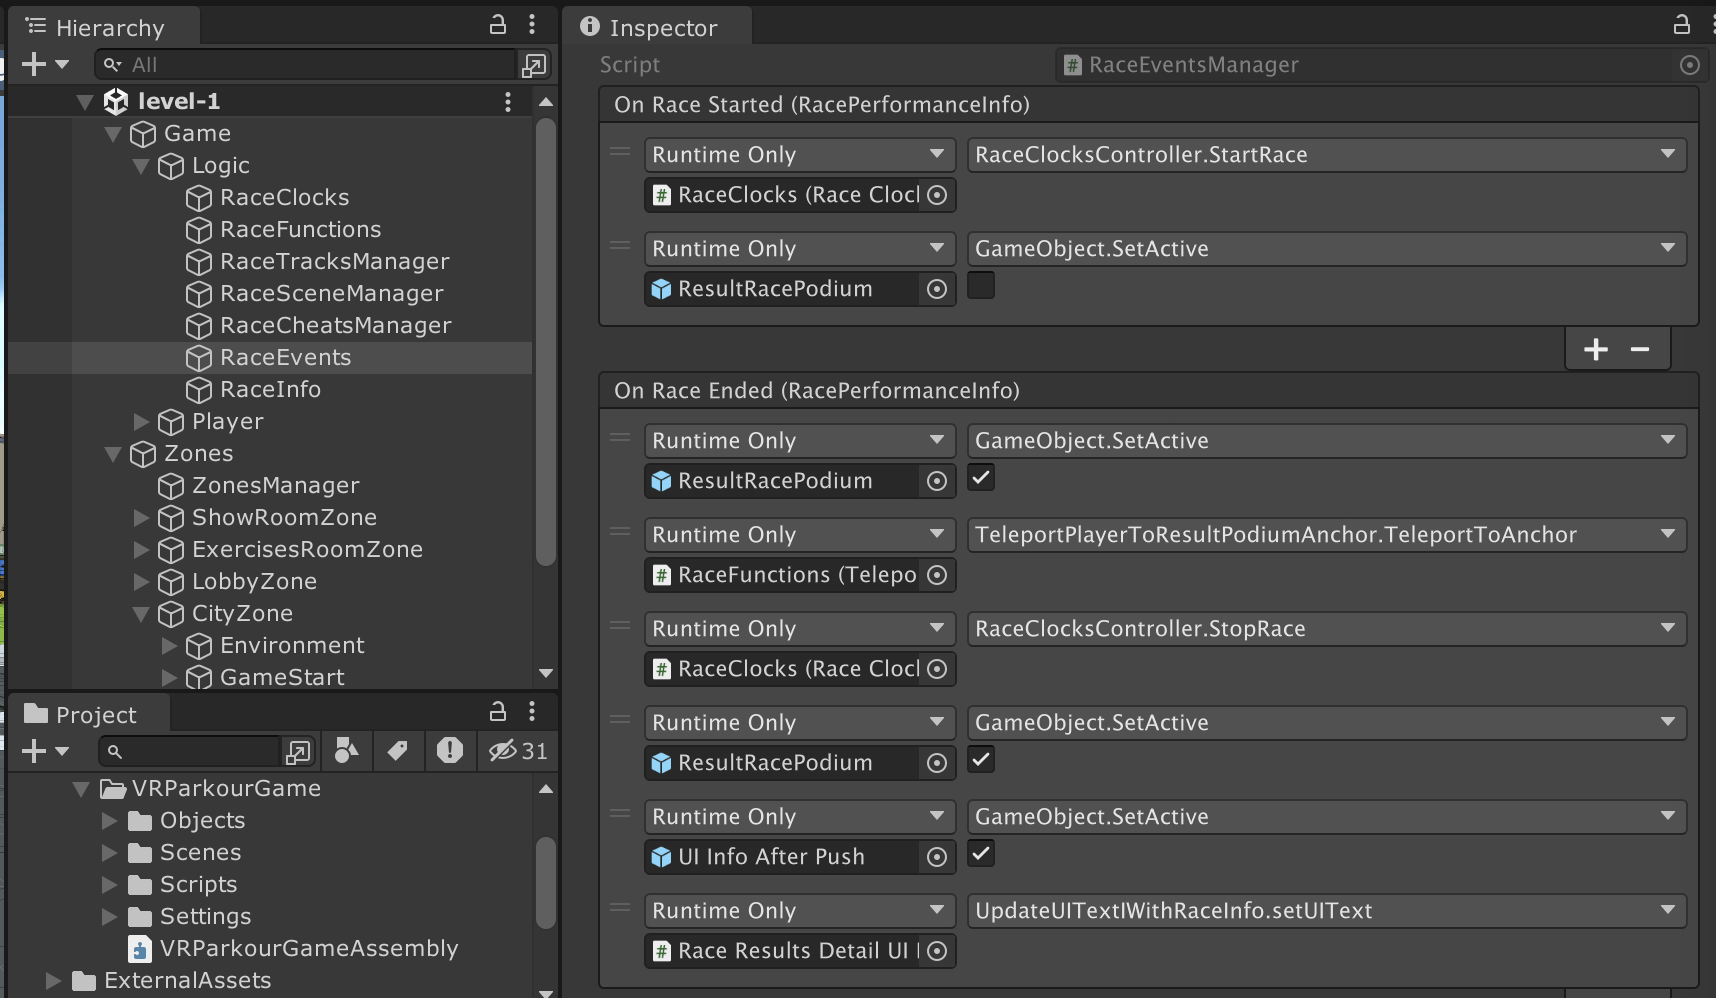 Hierarchy
All
level-1
Game
Logic
RaceClocks
RaceFunctions
RaceTracksManager
RaceSceneManager
RaceCheatsManager
RaceEvents
RaceInfo
Player
Zones
ZonesManager
ShowRoomZone
ExercisesRoomZone
LobbyZone
CityZone
Environment
GameStart
Project
31
VRParkourGame
Objects
Scenes
Scripts
Settings
VRParkourGameAssembly
ExternalAssets
Inspector
Script RaceEventsManager
On Race Started (RacePerformanceInfo)
Runtime Only RaceClocksController.StartRace
RaceClocks (Race Cloc
Runtime Only GameObject.SetActive
ResultRacePodium
On Race Ended (RacePerformanceInfo)
Runtime Only GameObject.SetActive
ResultRacePodium
Runtime Only TeleportPlayerToResultPodiumAnchor.TeleportToAnchor
RaceFunctions (Telepo
Runtime Only RaceClocksController.StopRace
RaceClocks (Race Cloc
Runtime Only GameObject.SetActive
ResultRacePodium
Runtime Only GameObject.SetActive
UI Info After Push
Runtime Only UpdateUITextIWithRaceInfo.setUIText
Race Results Detail UI